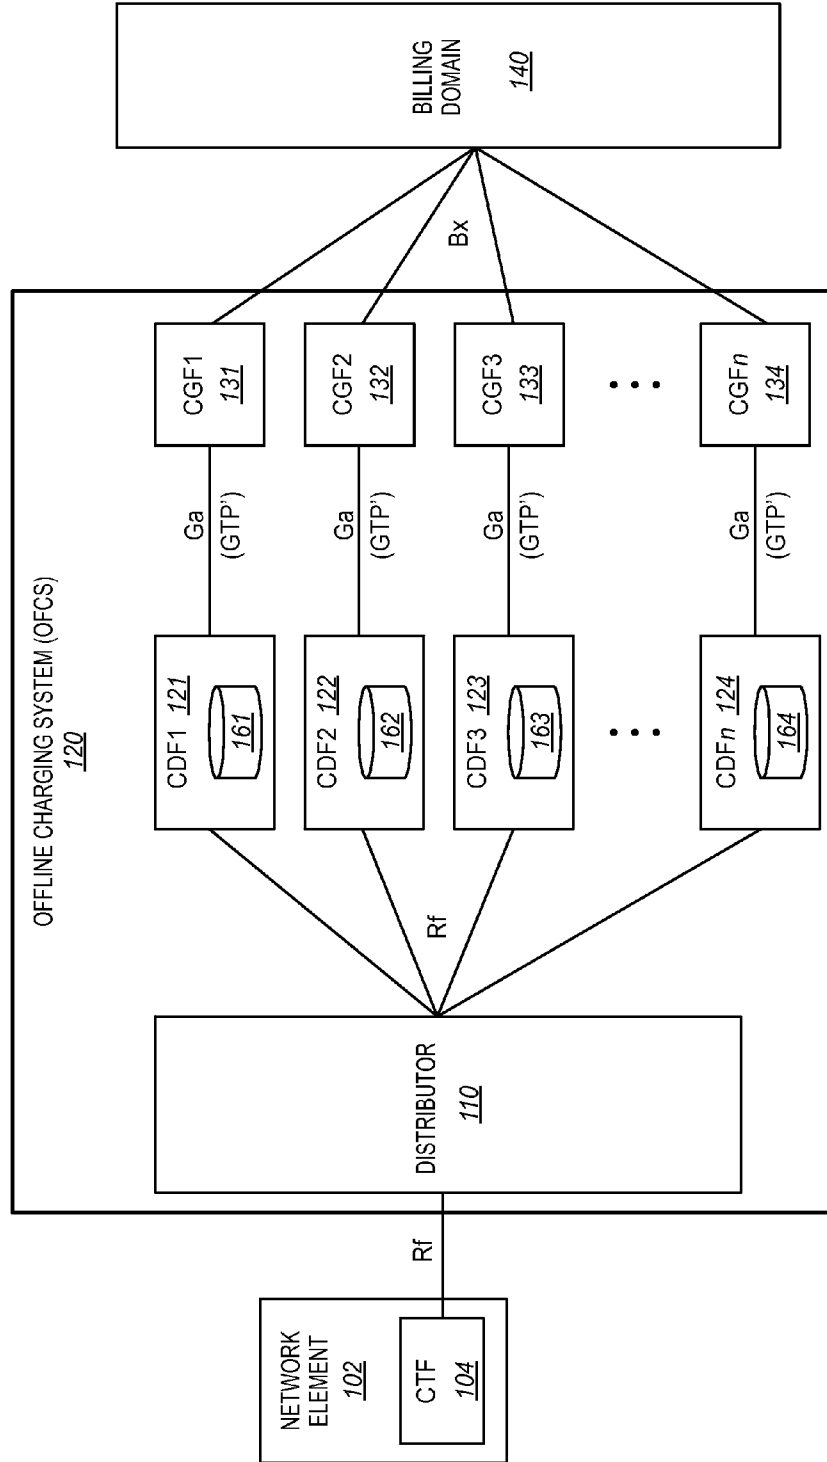 OFFLINE CHARGING SYSTEM (OFCS)
120
NETWORK
ELEMENT
102
CTF
104
Rf
DISTRIBUTOR
110
Rf
CDF1 121
161
Ga
(GTP')
CGF1
131
CDF2 122
162
Ga
(GTP')
CGF2
132
CDF3 123
163
Ga
(GTP')
CGF3
133
• • •
• • •
CDFn 124
164
Ga
(GTP')
CGFn
134
Bx
BILLING
DOMAIN
140